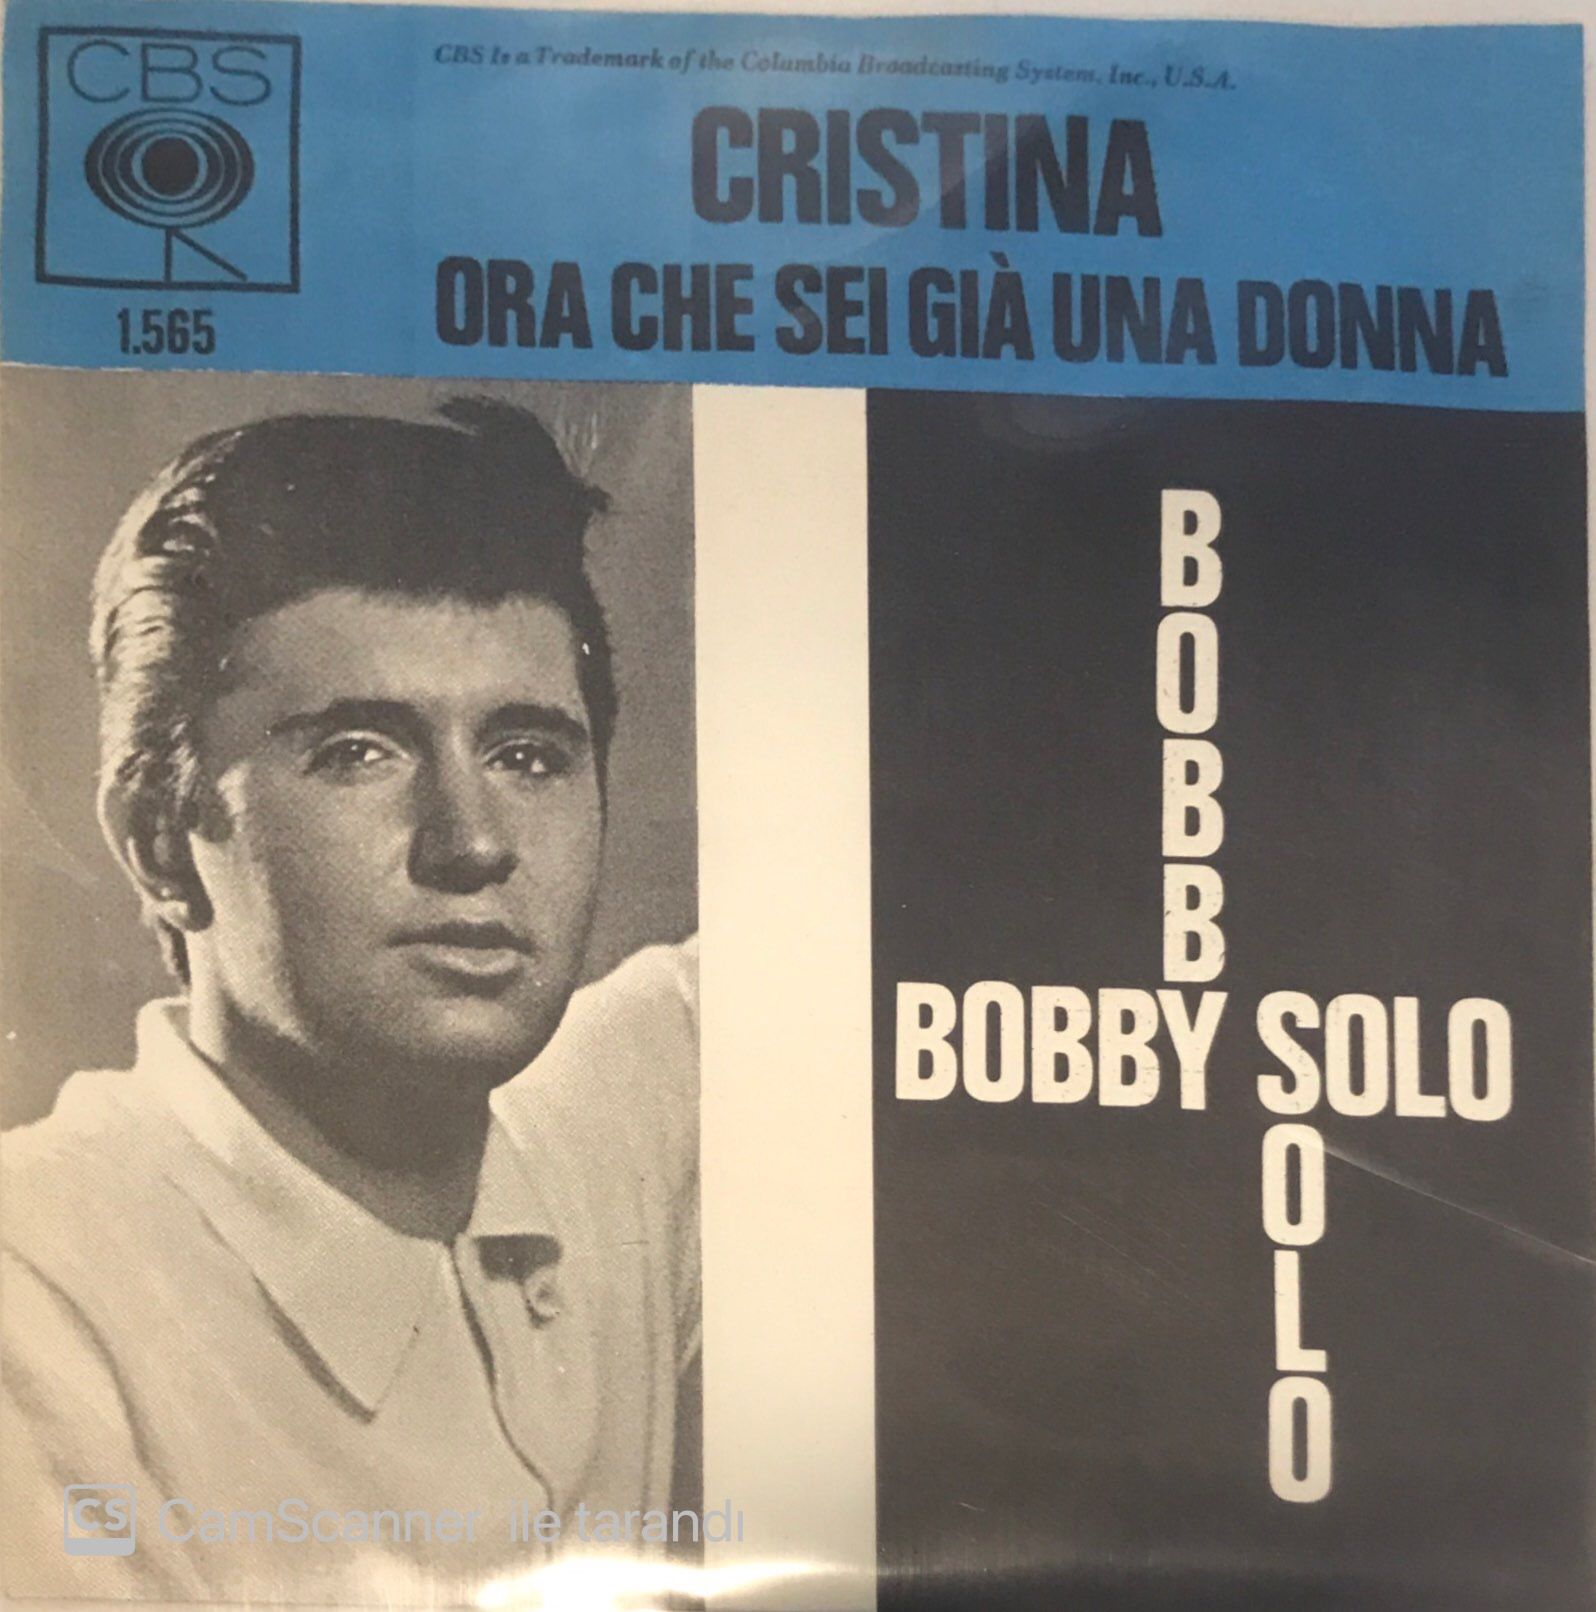 CBS
CBS Is a Trademark of the Columbia Broadcasting System, Inc., U.S.A.
CRISTINA
ORA CHE SEI GIÀ UNA DONNA
1.565
BOBBY
BOBBY SOLO
SOLO
CS CamScanner ile tarandı